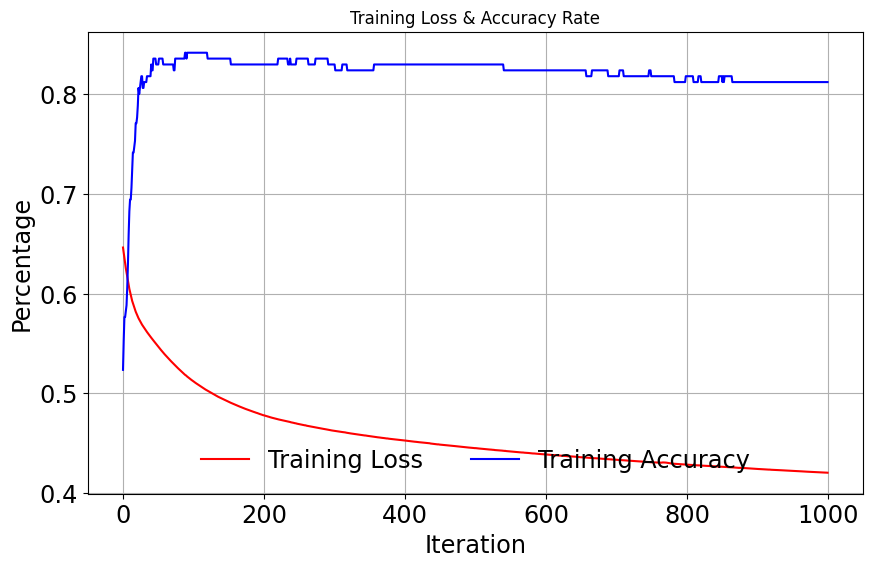 Training Loss & Accuracy Rate
Percentage
0.8
0.7
0.6
0.5
0.4
Training Loss
Training Accuracy
0
200
400
600
800
1000
Iteration